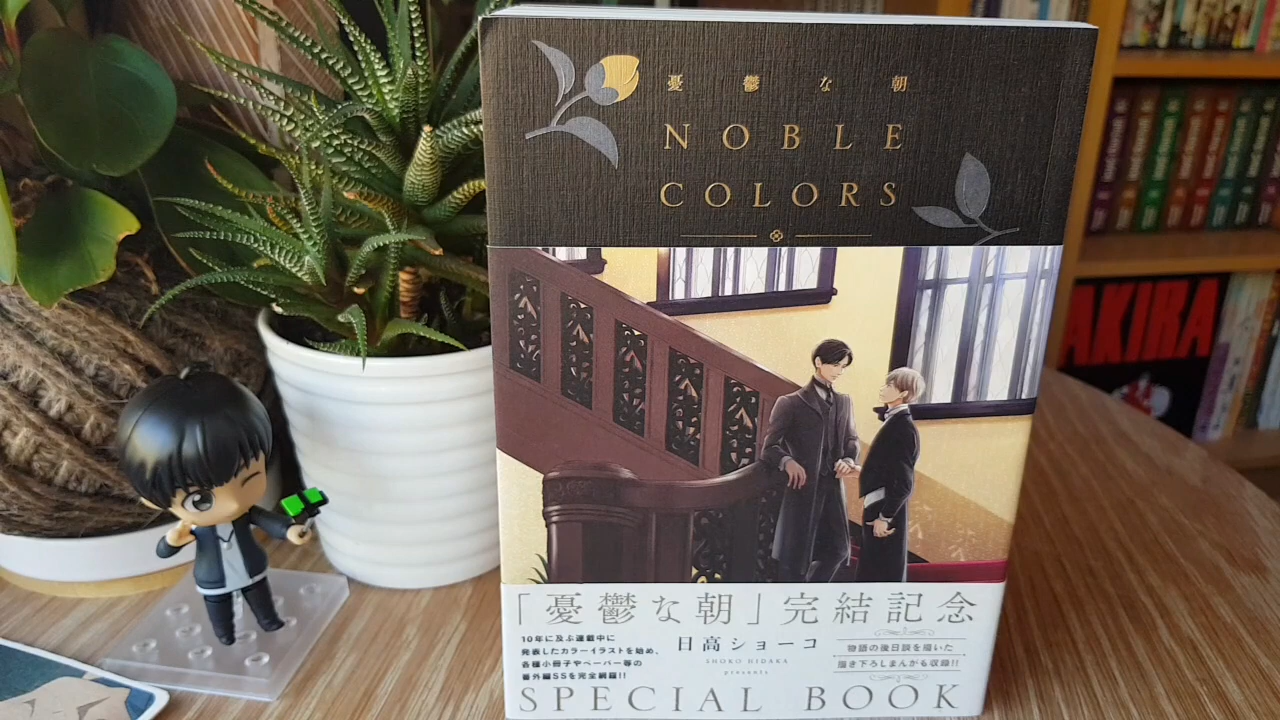 憂鬱な朝
NOBLE
COLORS
「憂鬱な朝」完結記念
10年に及ぶ連載中に
発表したカラーイラストを始め、
各種小冊子やペーパー等の
番外編SSを完全網羅!!
日高ショーコ
SHOKO HIDAKA
presents
物語の後日談を描いた
描き下ろしまんがも収録!!
SPECIAL BOOK
AKIRA